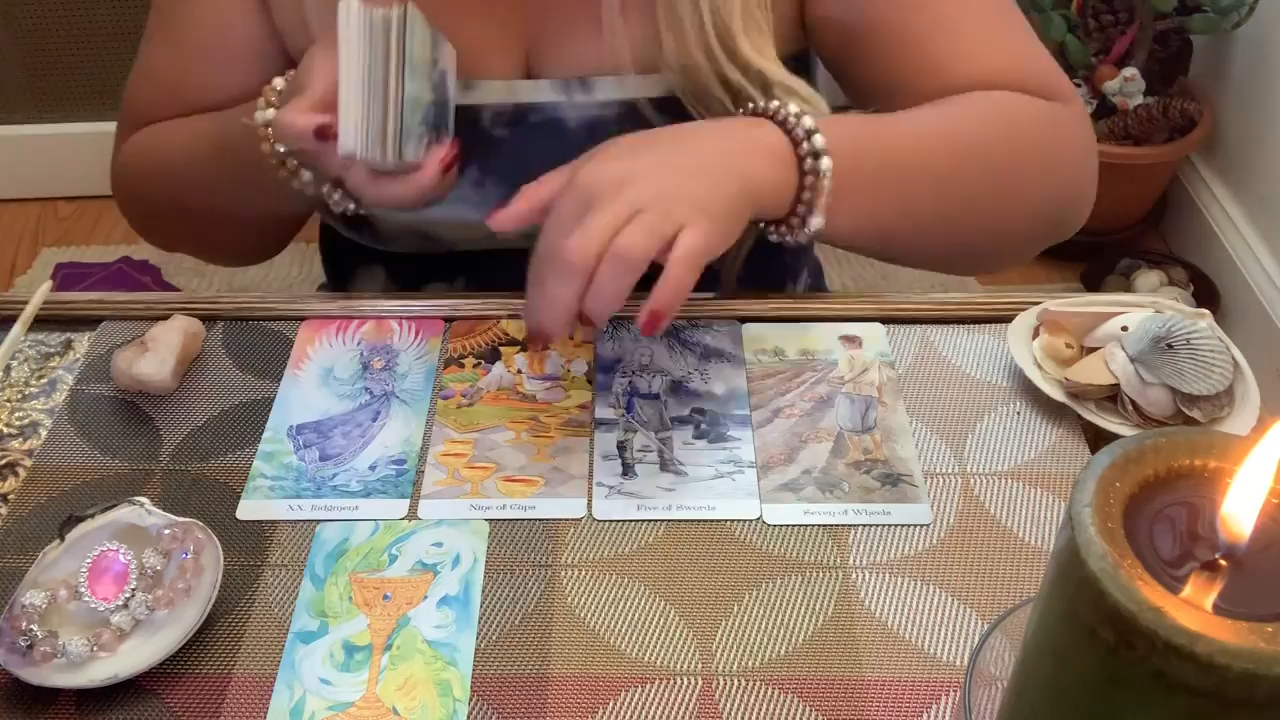 XX. Judgment
Nine of Cups
Five of Swords
Seven of Wheels